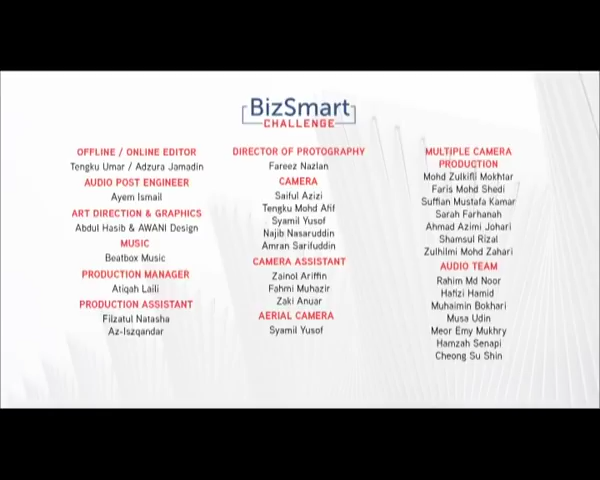 BizSmart
CHALLENGE
OFFLINE / ONLINE EDITOR
Tengku Umar / Adzura Jamadin
AUDIO POST ENGINEER
Ayem Ismail
ART DIRECTION & GRAPHICS
Abdul Hasib & AWANI Design
MUSIC
Beatbox Music
PRODUCTION MANAGER
Atiqah Laili
PRODUCTION ASSISTANT
Filzatul Natasha
Az-Iszqandar
DIRECTOR OF PROTOGRAPHY
Fareez Nazlan
CAMERA
Saiful Azizi
Tengku Mohd Afif
Syamil Yusof
Najib Nasaruddin
Amran Sarifuddin
CAMERA ASSISTANT
Zainol Ariffin
Fahmi Muhazir
Zaki Anuar
AERIAL CAMERA
Syamil Yusof
MULTIPLE CAMERA
PRODUCTION
Mohd Zulkifli Mokhtar
Faris Mohd Shedi
Suffian Mustafa Kamar
Sarah Farhanah
Ahmad Azimi Johari
Shamsul Rizal
Zulhilmi Mohd Zahari
AUDIO TEAM
Rahim Md Noor
Hafizi Hamid
Muhaimin Bokhari
Musa Udin
Meor Emy Mukhry
Hamzah Senapi
Cheong Su Shin